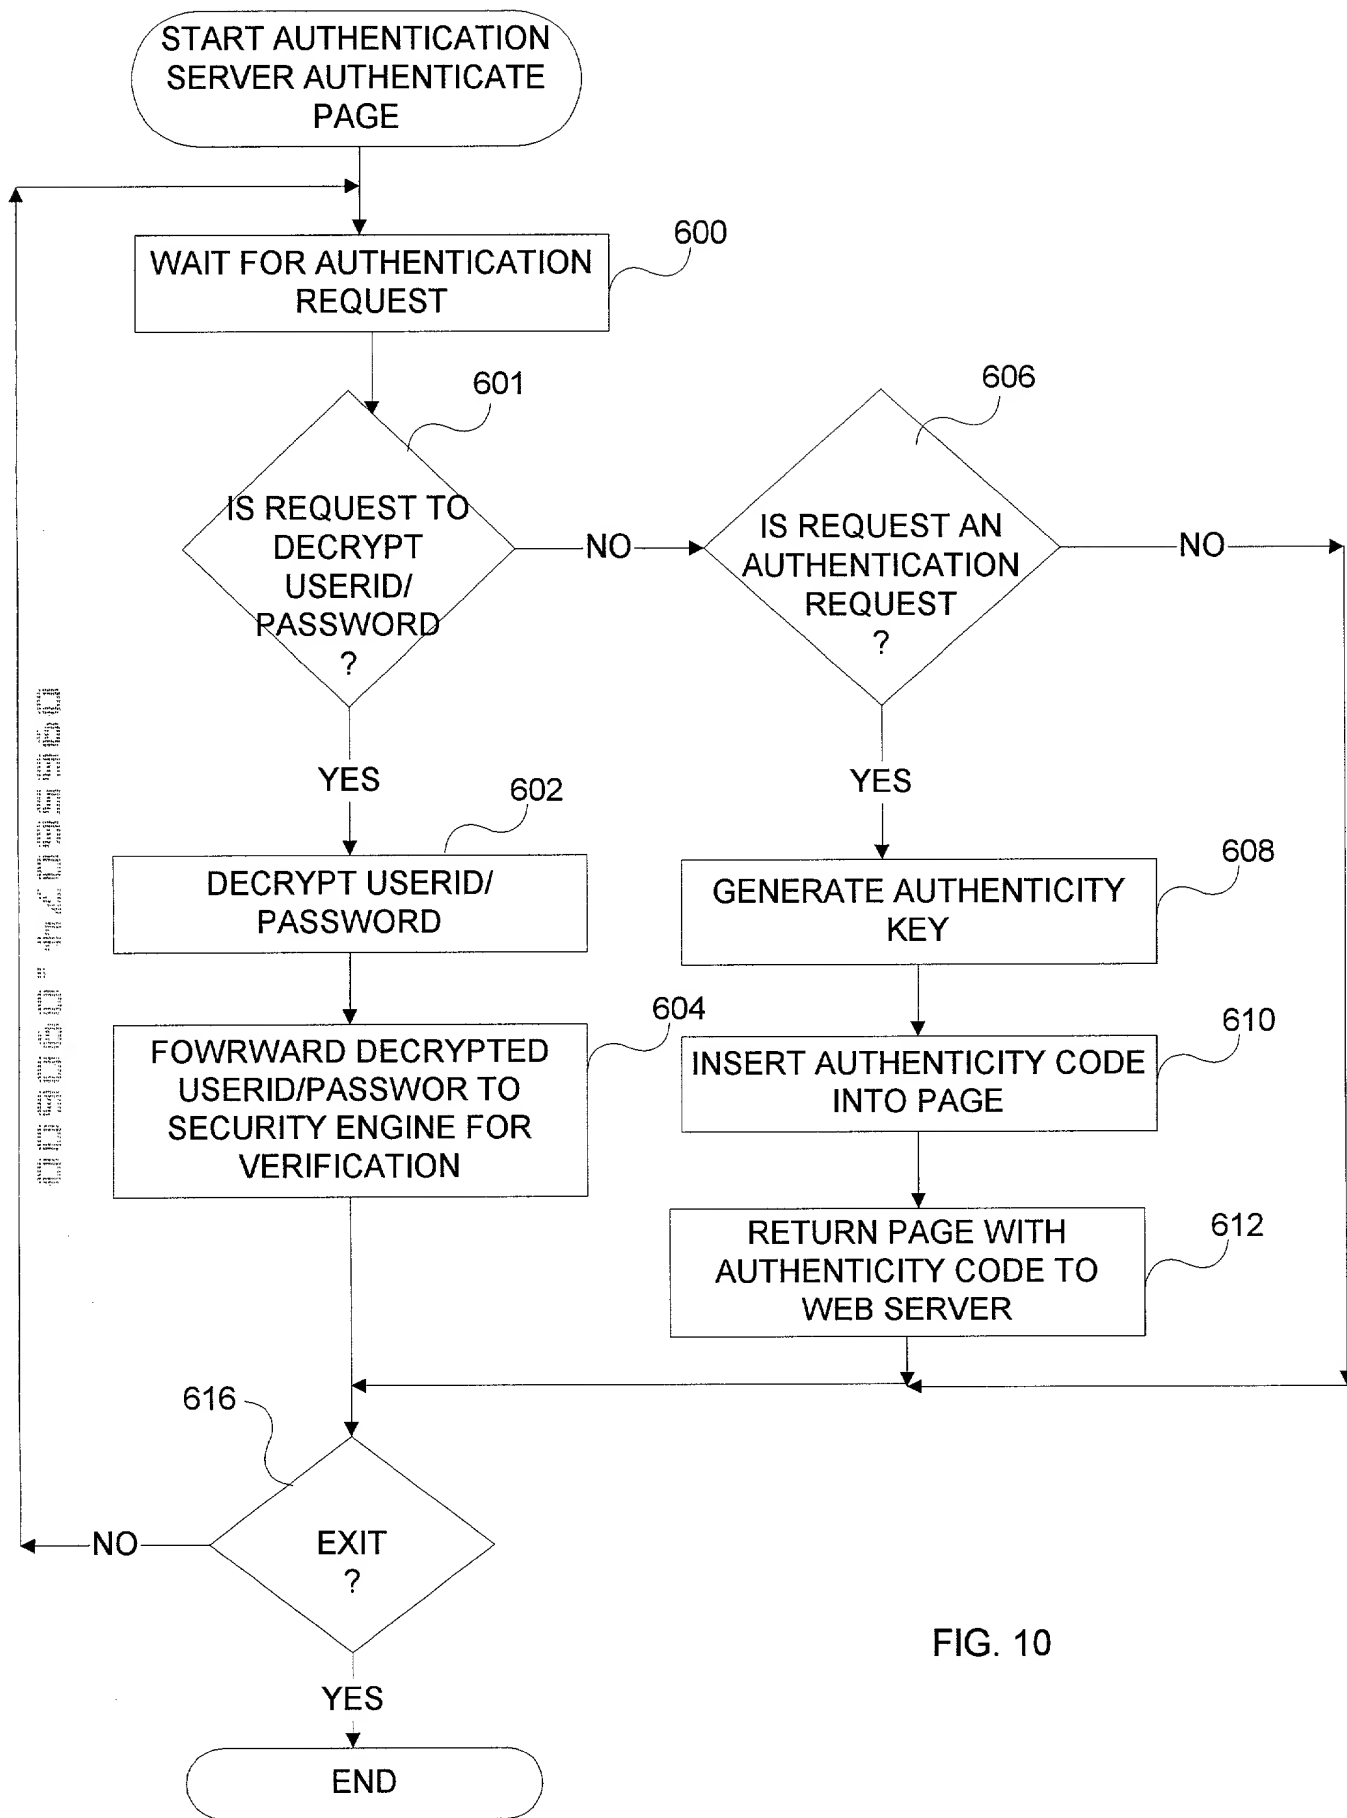 START AUTHENTICATION
SERVER AUTHENTICATE
PAGE
WAIT FOR AUTHENTICATION
REQUEST
600
601
IS REQUEST TO
DECRYPT
USERID/
PASSWORD
?
NO
606
IS REQUEST AN
AUTHENTICATION
REQUEST
?
NO
YES
YES
602
DECRYPT USERID/
PASSWORD
608
GENERATE AUTHENTICITY
KEY
604
FOWRWARD DECRYPTED
USERID/PASSWOR TO
SECURITY ENGINE FOR
VERIFICATION
610
INSERT AUTHENTICITY CODE
INTO PAGE
612
RETURN PAGE WITH
AUTHENTICITY CODE TO
WEB SERVER
616
EXIT
?
NO
YES
END
FIG. 10